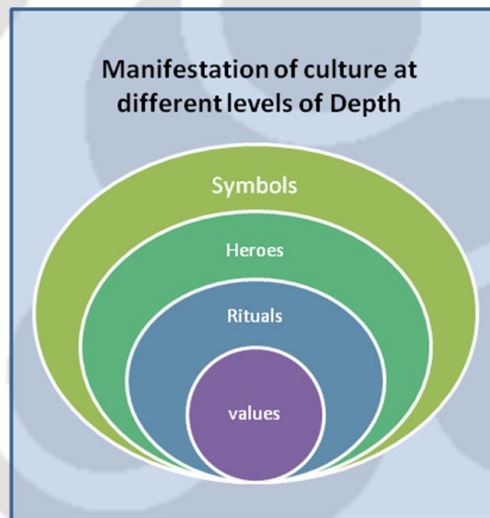 Manifestation of culture at
different levels of Depth
Symbols
Heroes
Rituals
values